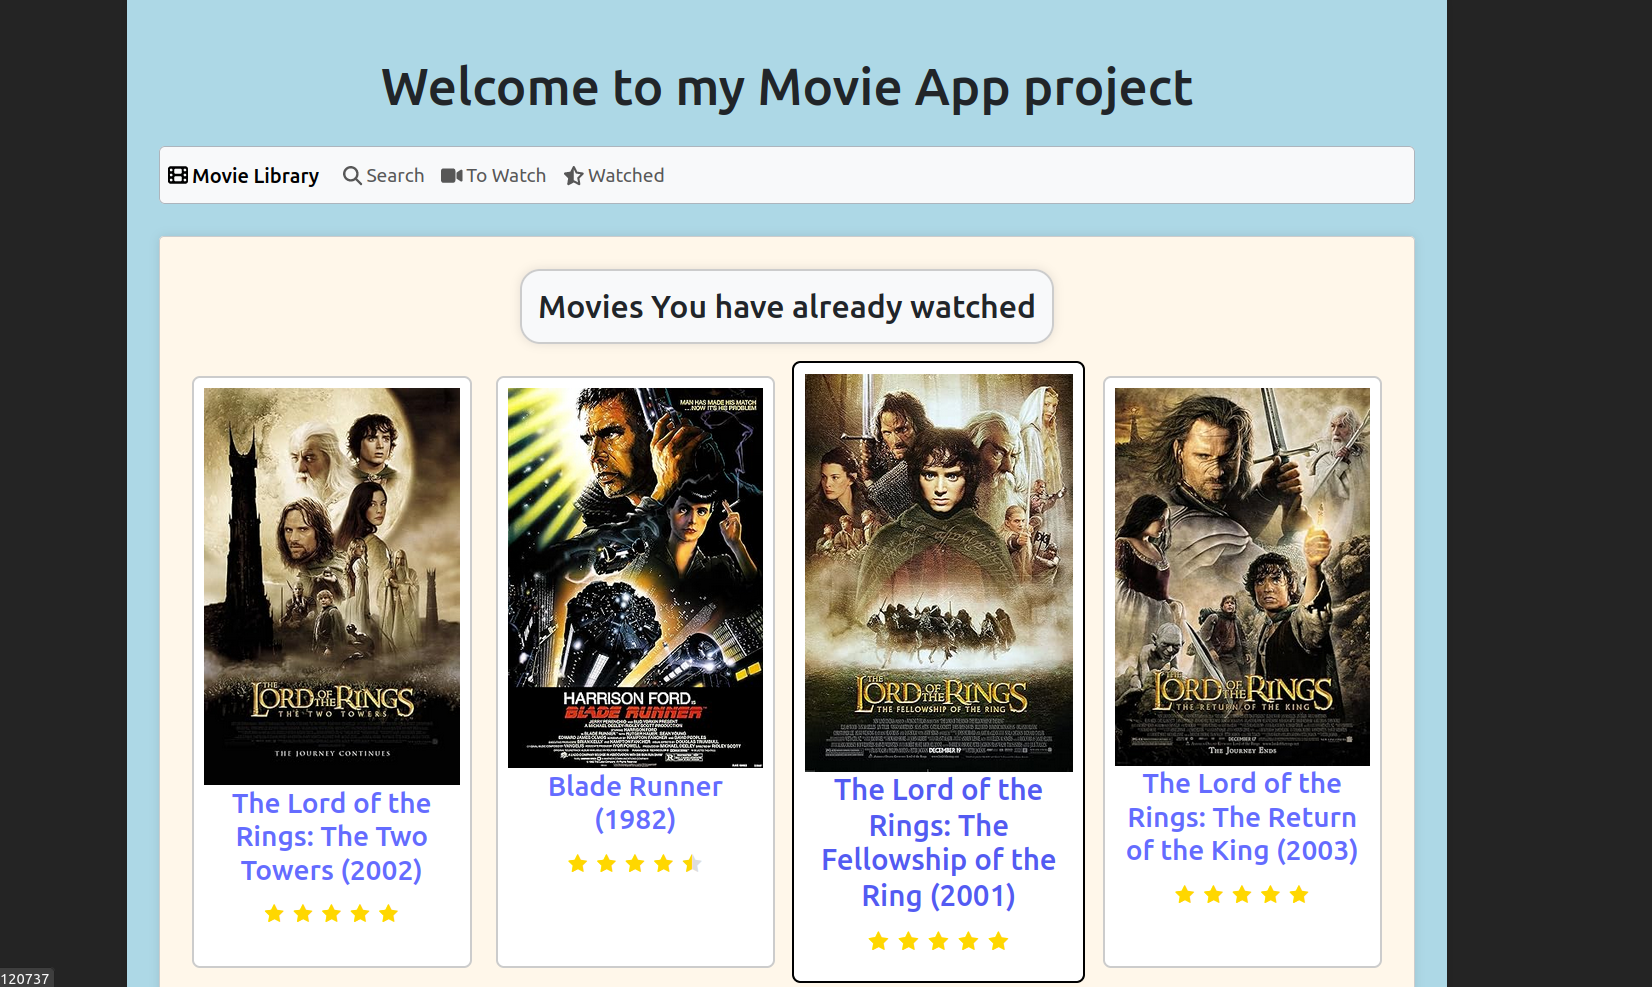 Welcome to my Movie App project
Movie Library Search To Watch Watched
Movies You have already watched
THE
LORD OF THE RINGS
THE TWO TOWERS
THE JOURNEY CONTINUES
The Lord of the
Rings: The Two
Towers (2002)
MAN HAS MADE HIS MATCH
...NOW IT'S HIS PROBLEM
HARRISON FORD IS
BLADE RUNNER
Blade Runner
(1982)
THE
LORD OF THE RINGS
THE FELLOWSHIP OF THE RING
DECEMBER 19
The Lord of the
Rings: The
Fellowship of the
Ring (2001)
THE
LORD OF THE RINGS
THE RETURN OF THE KING
DECEMBER 17
THE JOURNEY ENDS
The Lord of the
Rings: The Return
of the King (2003)
120737